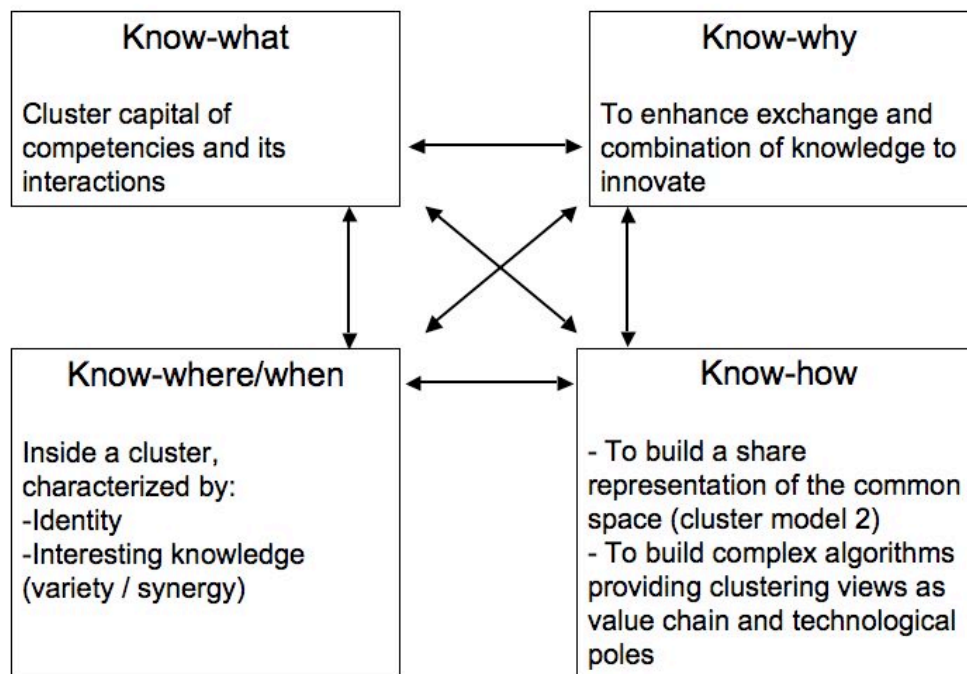 Know-what
Cluster capital of
competencies and its
interactions
Know-why
To enhance exchange and
combination of knowledge to
innovate
Know-where/when
Inside a cluster,
characterized by:
-Identity
-Interesting knowledge
(variety / synergy)
Know-how
- To build a share
representation of the common
space (cluster model 2)
- To build complex algorithms
providing clustering views as
value chain and technological
poles